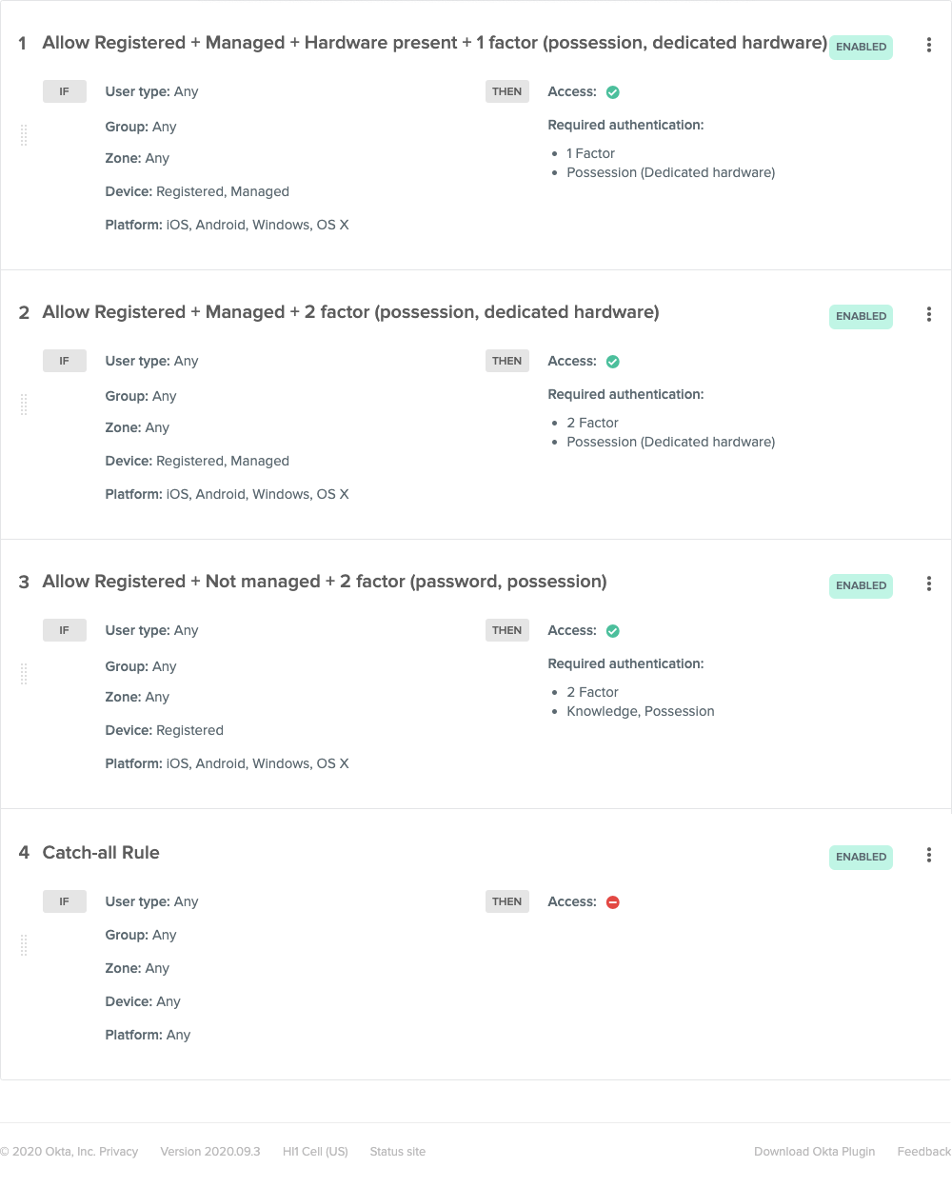 1 Allow Registered + Managed + Hardware present + 1 factor (possession, dedicated hardware) ENABLED
IF User type: Any THEN Access:
Group: Any Required authentication:
Zone: Any 1 Factor
Device: Registered, Managed Possession (Dedicated hardware)
Platform: iOS, Android, Windows, OS X
2 Allow Registered + Managed + 2 factor (possession, dedicated hardware) ENABLED
IF User type: Any THEN Access:
Group: Any Required authentication:
Zone: Any 2 Factor
Device: Registered, Managed Possession (Dedicated hardware)
Platform: iOS, Android, Windows, OS X
3 Allow Registered + Not managed + 2 factor (password, possession) ENABLED
IF User type: Any THEN Access:
Group: Any Required authentication:
Zone: Any 2 Factor
Device: Registered Knowledge, Possession
Platform: iOS, Android, Windows, OS X
4 Catch-all Rule ENABLED
IF User type: Any THEN Access:
Group: Any
Zone: Any
Device: Any
Platform: Any
© 2020 Okta, Inc. Privacy Version 2020.09.3 HI1 Cell (US) Status site Download Okta Plugin Feedback